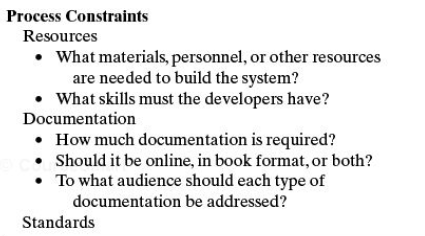 Process Constraints
Resources
• What materials, personnel, or other resources
are needed to build the system?
• What skills must the developers have?
Documentation
• How much documentation is required?
• Should it be online, in book format, or both?
• To what audience should each type of
documentation be addressed?
Standards